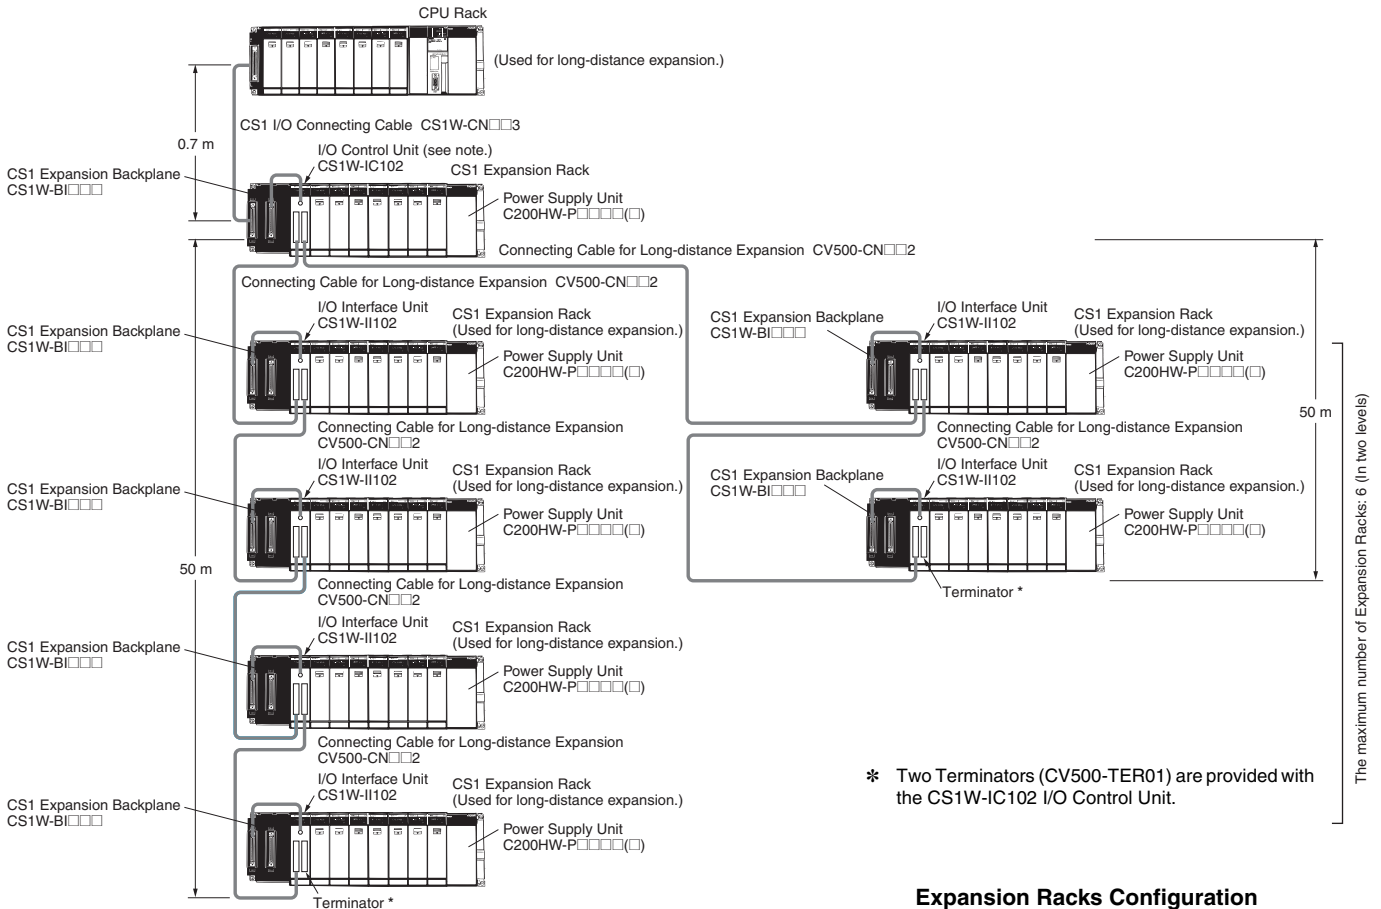 CPU Rack
(Used for long-distance expansion.)
CS1 I/O Connecting Cable CS1W-CN□□3
0.7 m
I/O Control Unit (see note.)
CS1W-IC102
CS1 Expansion Rack
CS1 Expansion Backplane
CS1W-BI□□□
Power Supply Unit
C200HW-P□□□□(□)
Connecting Cable for Long-distance Expansion CV500-CN□□2
Connecting Cable for Long-distance Expansion CV500-CN□□2
I/O Interface Unit
CS1W-II102
CS1 Expansion Rack
(Used for long-distance expansion.)
CS1 Expansion Backplane
CS1W-BI□□□
Power Supply Unit
C200HW-P□□□□(□)
CS1 Expansion Backplane
CS1W-BI□□□
I/O Interface Unit
CS1W-II102
CS1 Expansion Rack
(Used for long-distance expansion.)
Power Supply Unit
C200HW-P□□□□(□)
50 m
Connecting Cable for Long-distance Expansion
CV500-CN□□2
I/O Interface Unit
CS1W-II102
CS1 Expansion Rack
(Used for long-distance expansion.)
CS1 Expansion Backplane
CS1W-BI□□□
Power Supply Unit
C200HW-P□□□□(□)
Connecting Cable for Long-distance Expansion
CV500-CN□□2
CS1 Expansion Backplane
CS1W-BI□□□
I/O Interface Unit
CS1W-II102
CS1 Expansion Rack
(Used for long-distance expansion.)
Power Supply Unit
C200HW-P□□□□(□)
Terminator *
The maximum number of Expansion Racks: 6 (In two levels)
50 m
Connecting Cable for Long-distance Expansion
CV500-CN□□2
I/O Interface Unit
CS1W-II102
CS1 Expansion Rack
(Used for long-distance expansion.)
CS1 Expansion Backplane
CS1W-BI□□□
Power Supply Unit
C200HW-P□□□□(□)
Connecting Cable for Long-distance Expansion
CV500-CN□□2
I/O Interface Unit
CS1W-II102
CS1 Expansion Rack
(Used for long-distance expansion.)
CS1 Expansion Backplane
CS1W-BI□□□
Power Supply Unit
C200HW-P□□□□(□)
Terminator *
✻ Two Terminators (CV500-TER01) are provided with
the CS1W-IC102 I/O Control Unit.
Expansion Racks Configuration